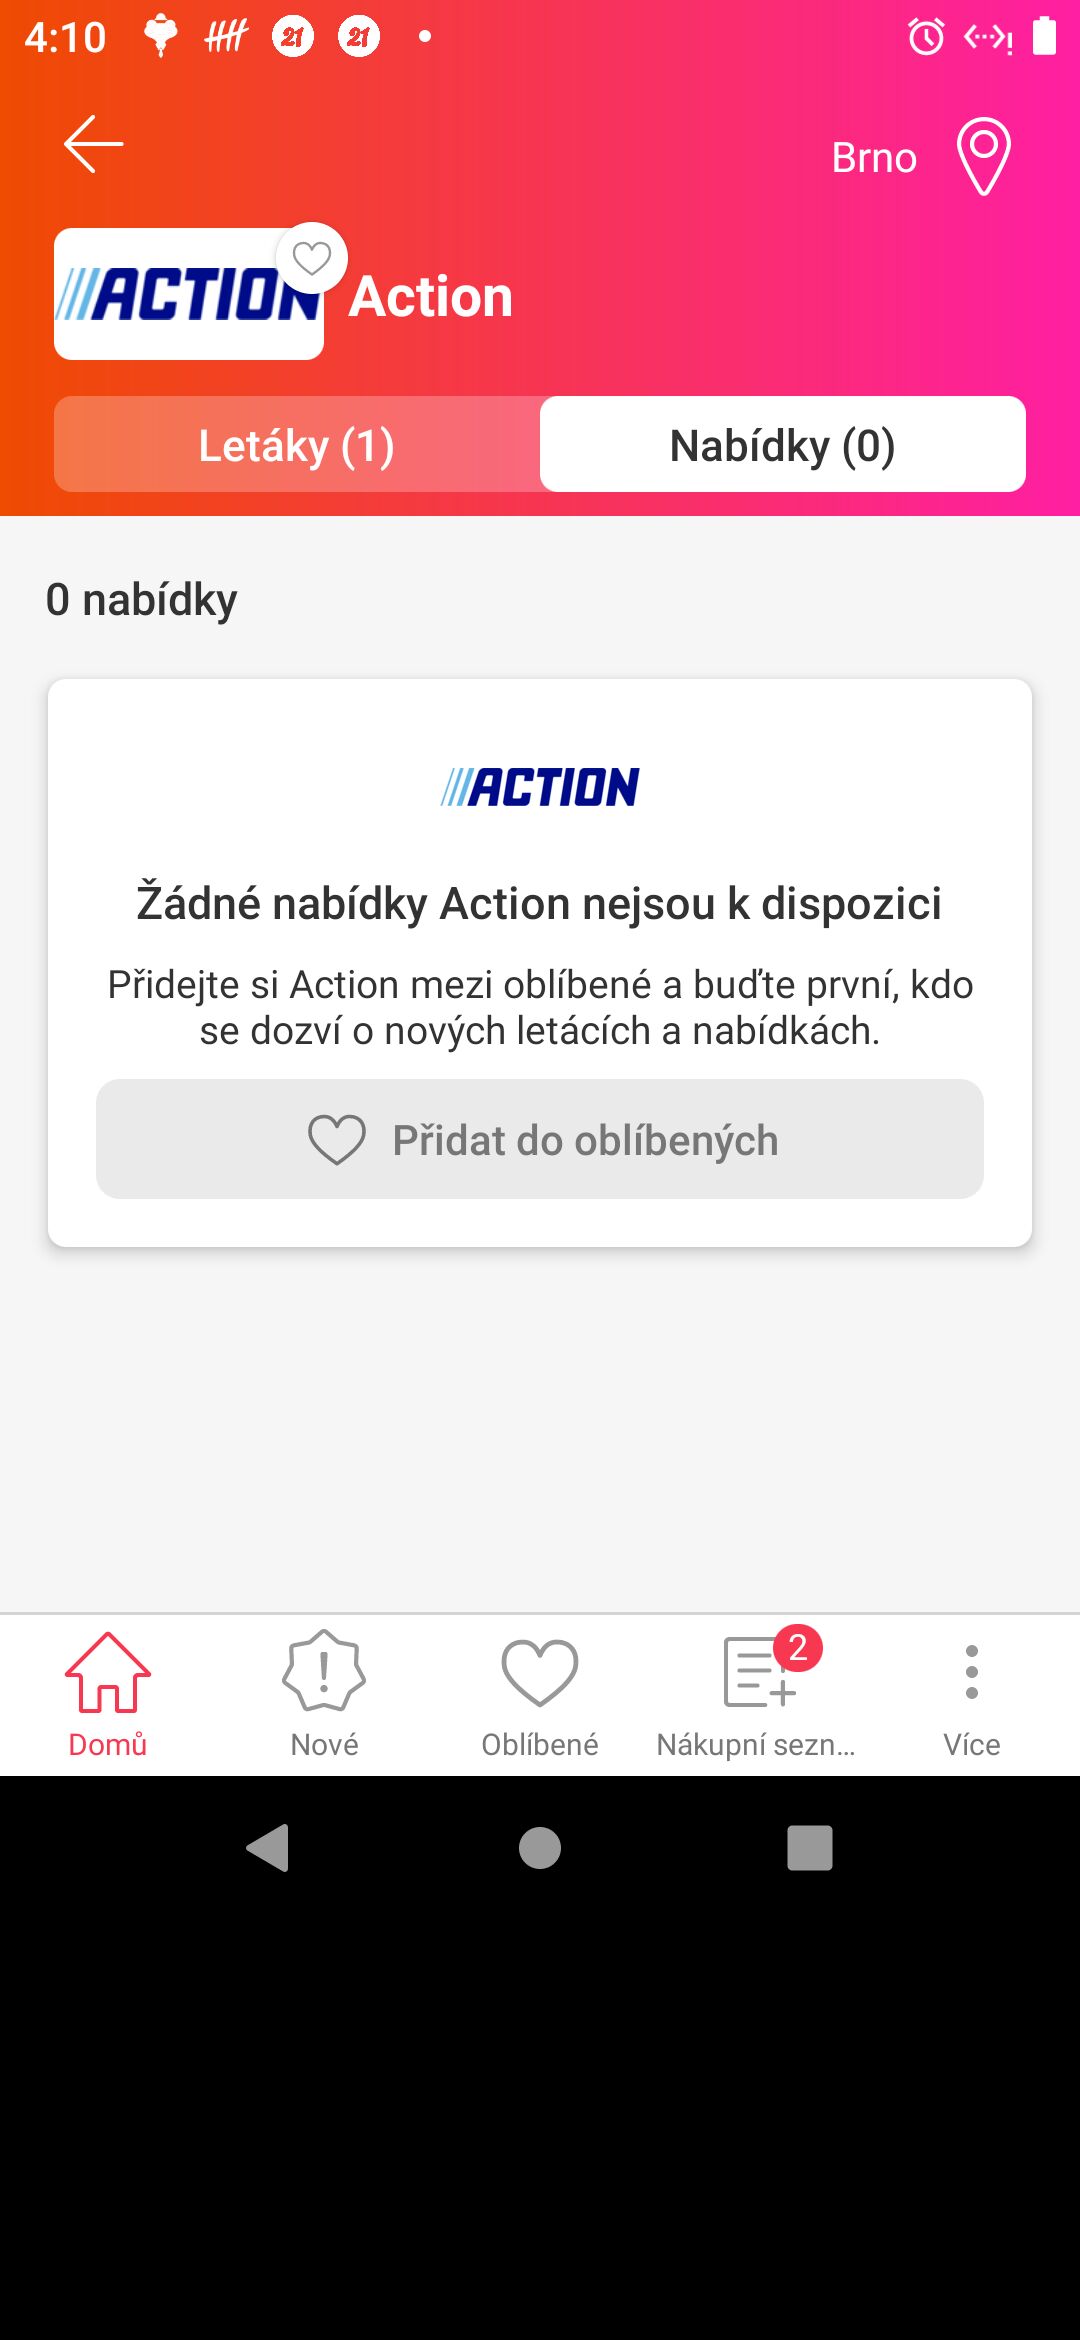 4:10
21
21
Brno
ACTION
Action
Letáky (1)
Nabídky (0)
0 nabídky
ACTION
Žádné nabídky Action nejsou k dispozici
Přidejte si Action mezi oblíbené a buďte první, kdo
se dozví o nových letácích a nabídkách.
Přidat do oblíbených
2
Domů
Nové
Oblíbené
Nákupní sezn...
Více